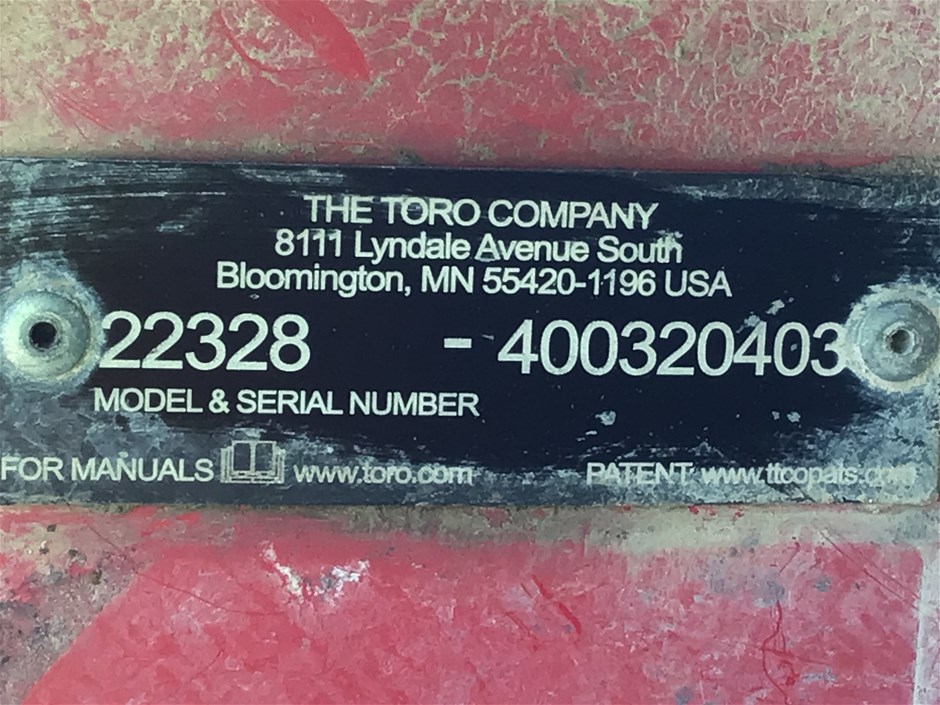 THE TORO COMPANY
8111 Lyndale Avenue South
Bloomington, MN 55420-1196 USA
22328 - 400320403
MODEL & SERIAL NUMBER
FOR MANUALS www.toro.com
PATENT: www.ttcopats.com